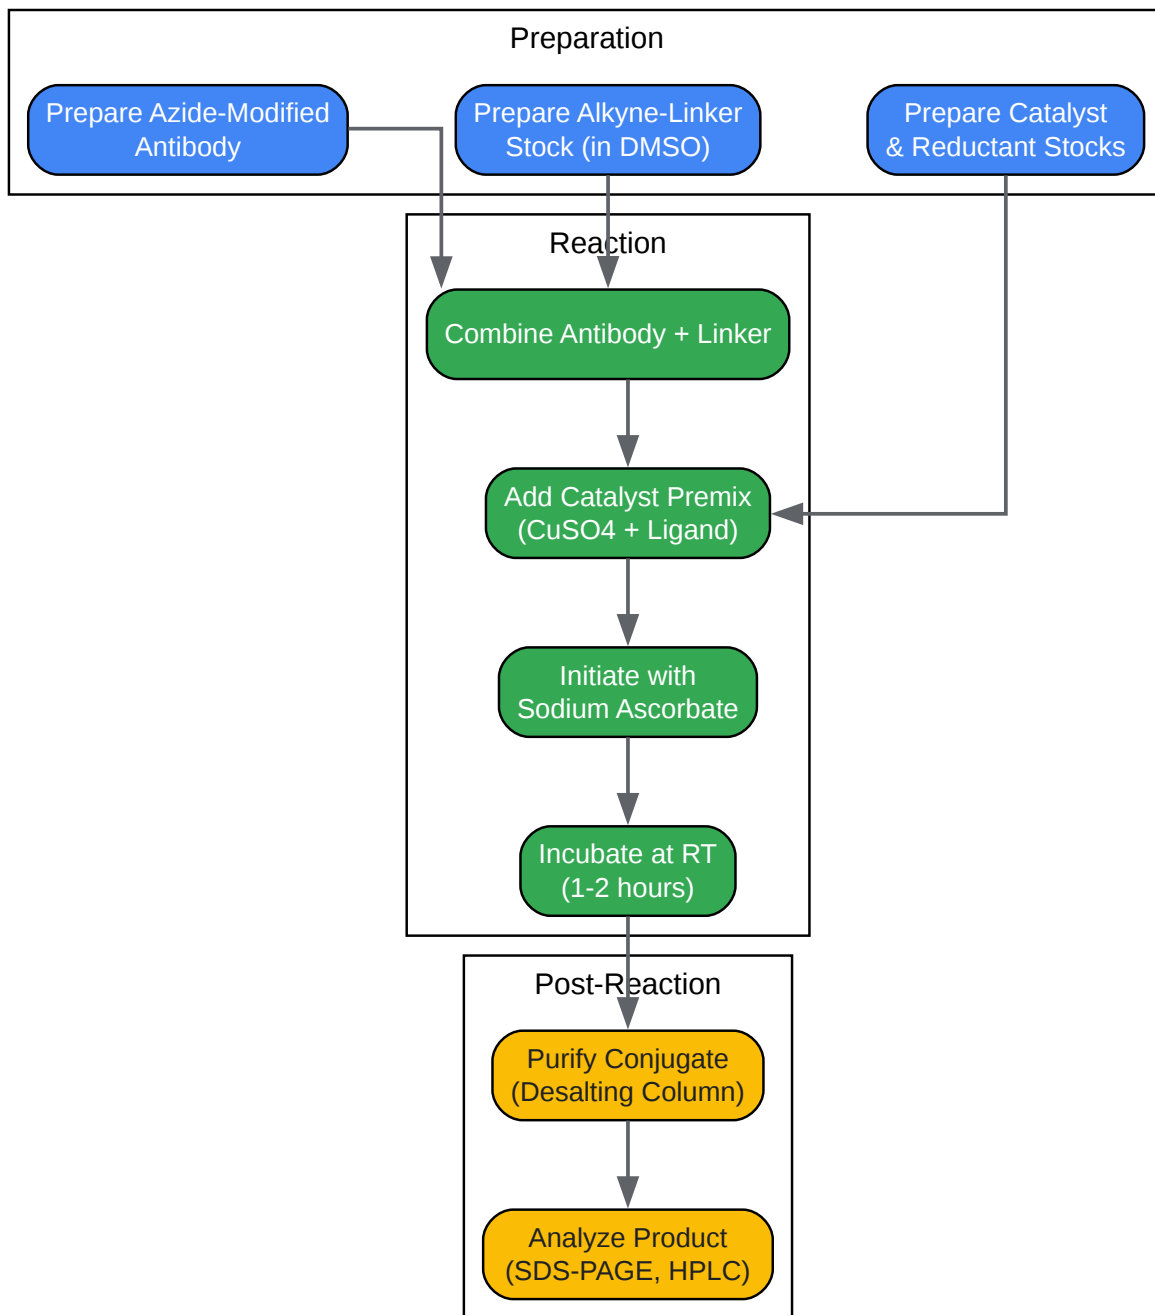 Preparation
Prepare Azide-Modified
Antibody
Prepare Alkyne-Linker
Stock (in DMSO)
Prepare Catalyst
& Reductant Stocks
Reaction
Combine Antibody + Linker
Add Catalyst Premix
(CuSO4 + Ligand)
Initiate with
Sodium Ascorbate
Incubate at RT
(1-2 hours)
Post-Reaction
Purify Conjugate
(Desalting Column)
Analyze Product
(SDS-PAGE, HPLC)